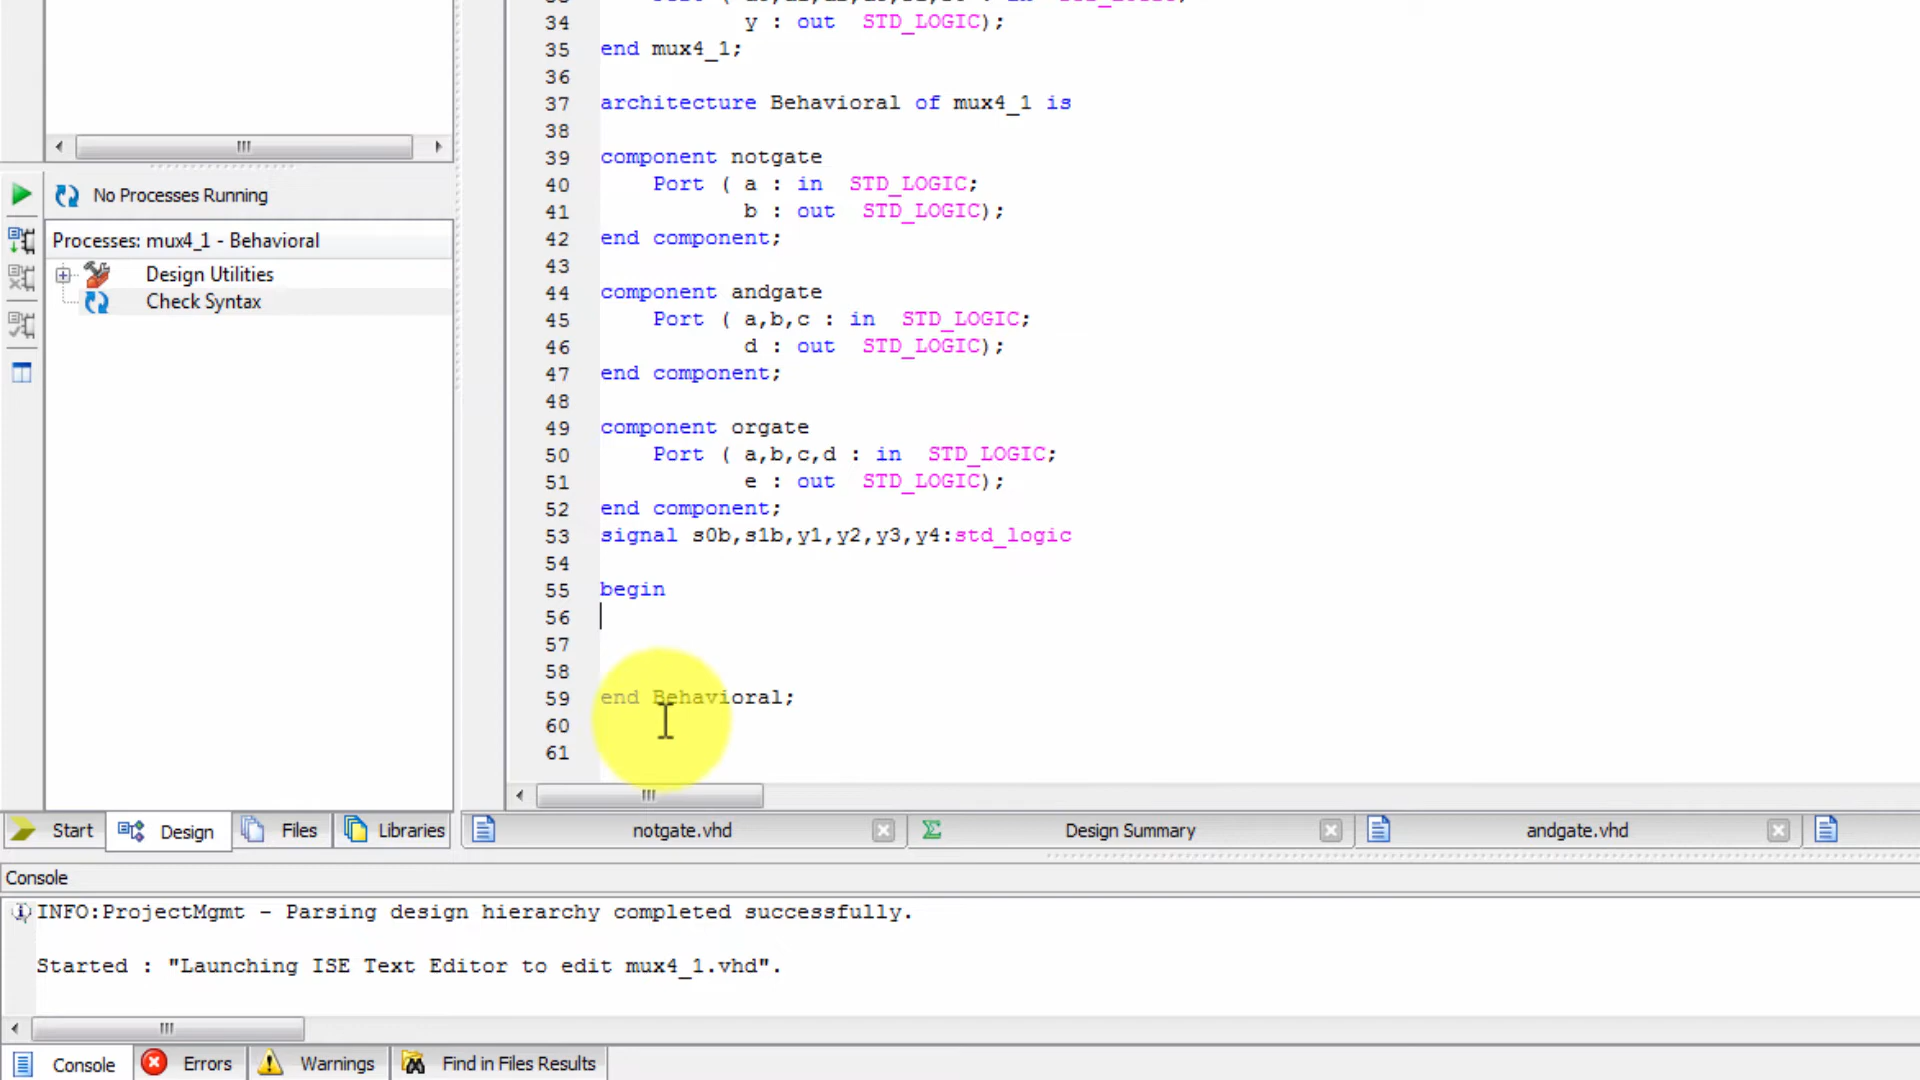 34 y : out STD_LOGIC);
35 end mux4_1;
36
37 architecture Behavioral of mux4_1 is
38
39 component notgate
40 Port ( a : in STD_LOGIC;
41 b : out STD_LOGIC);
42 end component;
43
44 component andgate
45 Port ( a,b,c : in STD_LOGIC;
46 d : out STD_LOGIC);
47 end component;
48
49 component orgate
50 Port ( a,b,c,d : in STD_LOGIC;
51 e : out STD_LOGIC);
52 end component;
53 signal s0b,s1b,y1,y2,y3,y4:std_logic
54
55 begin
56
57
58
59 end Behavioral;
60
61
No Processes Running
Processes: mux4_1 - Behavioral
Design Utilities
Check Syntax
Start Design Files Libraries
notgate.vhd Design Summary andgate.vhd
Console
INFO:ProjectMgmt - Parsing design hierarchy completed successfully.
Started : "Launching ISE Text Editor to edit mux4_1.vhd".
Console Errors Warnings Find in Files Results